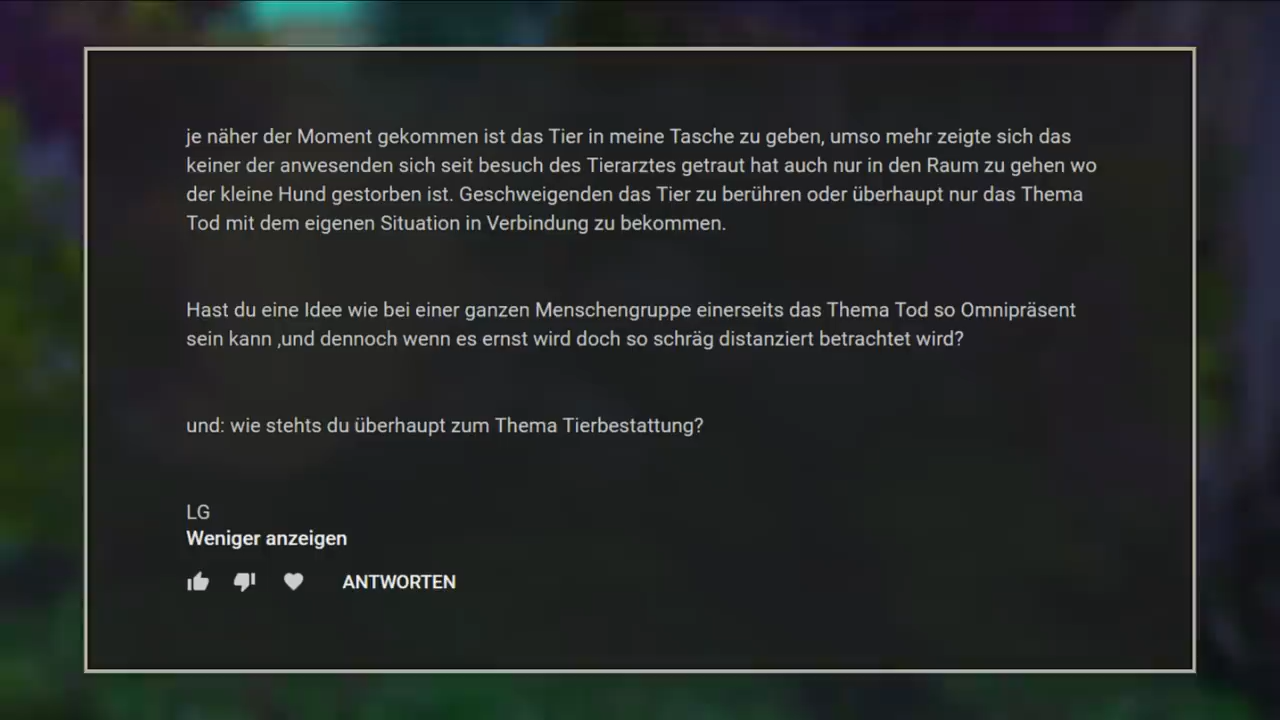 je näher der Moment gekommen ist das Tier in meine Tasche zu geben, umso mehr zeigte sich das
keiner der anwesenden sich seit besuch des Tierarztes getraut hat auch nur in den Raum zu gehen wo
der kleine Hund gestorben ist. Geschweigenden das Tier zu berühren oder überhaupt nur das Thema
Tod mit dem eigenen Situation in Verbindung zu bekommen.
Hast du eine Idee wie bei einer ganzen Menschengruppe einerseits das Thema Tod so Omnipräsent
sein kann ,und dennoch wenn es ernst wird doch so schräg distanziert betrachtet wird?
und: wie stehts du überhaupt zum Thema Tierbestattung?
LG
Weniger anzeigen
ANTWORTEN